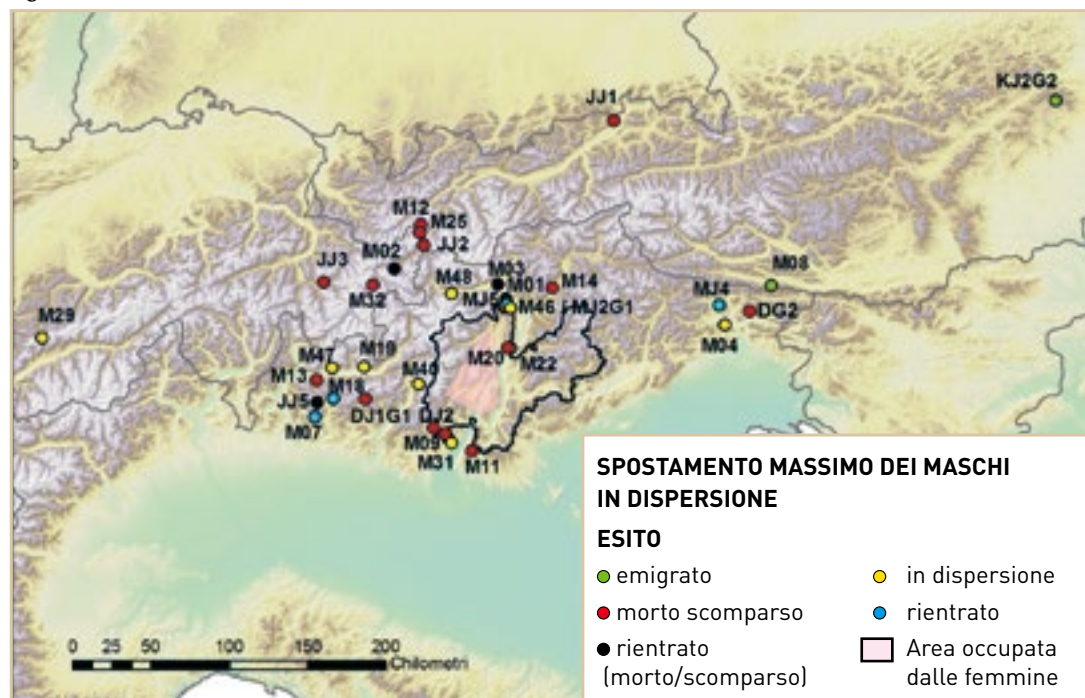 KJ2G2
JJ1
M12
M25
JJ2
M02
JJ3
M32
M48
M03
M01
MJ5
M46
MJ2G1
M14
M08
MJ4
DG2
M04
M29
M47
M19
M40
M20
M22
M13
M18
JJ5
M07
DJ1G1
DJ2
M09
M31
M11
0 25 50 100 150 200
Chilometri
SPOSTAMENTO MASSIMO DEI MASCHI
IN DISPERSIONE
ESITO
emigrato
morto scomparso
rientrato
(morto/scomparso)
in dispersione
rientrato
Area occupata
dalle femmine